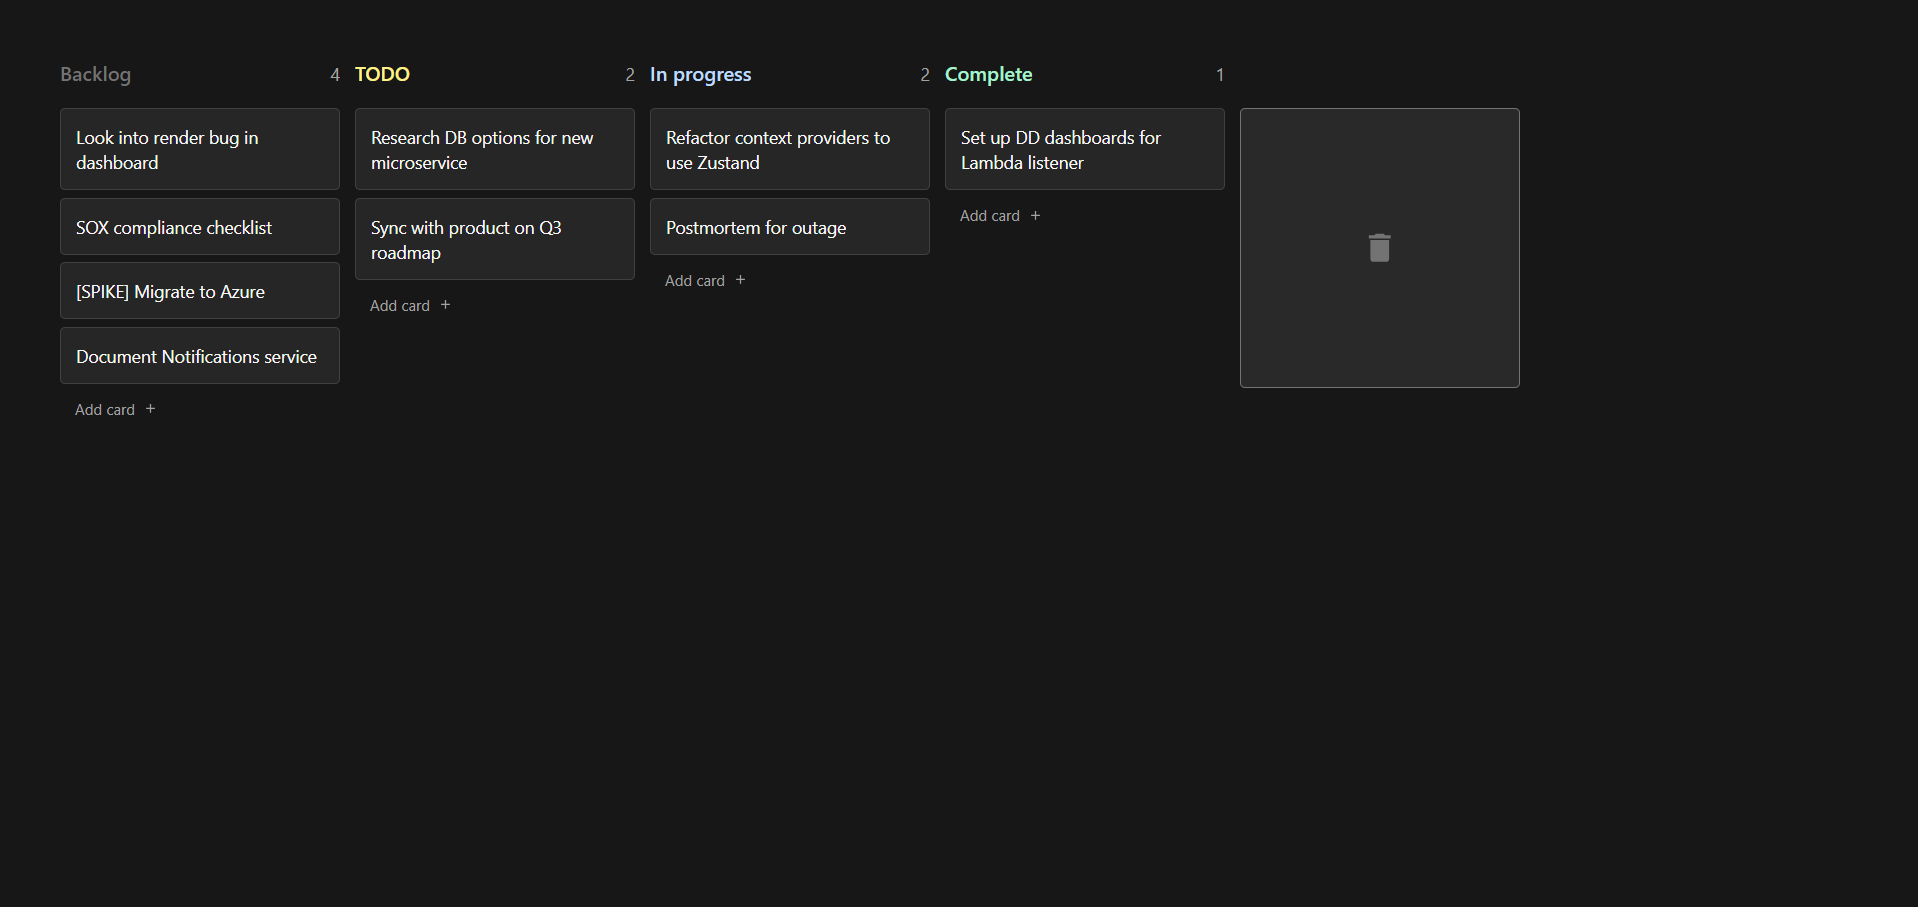 Backlog 4
Look into render bug in
dashboard
SOX compliance checklist
[SPIKE] Migrate to Azure
Document Notifications service
Add card +
TODO 2
Research DB options for new
microservice
Sync with product on Q3
roadmap
Add card +
In progress 2
Refactor context providers to
use Zustand
Postmortem for outage
Add card +
Complete 1
Set up DD dashboards for
Lambda listener
Add card +